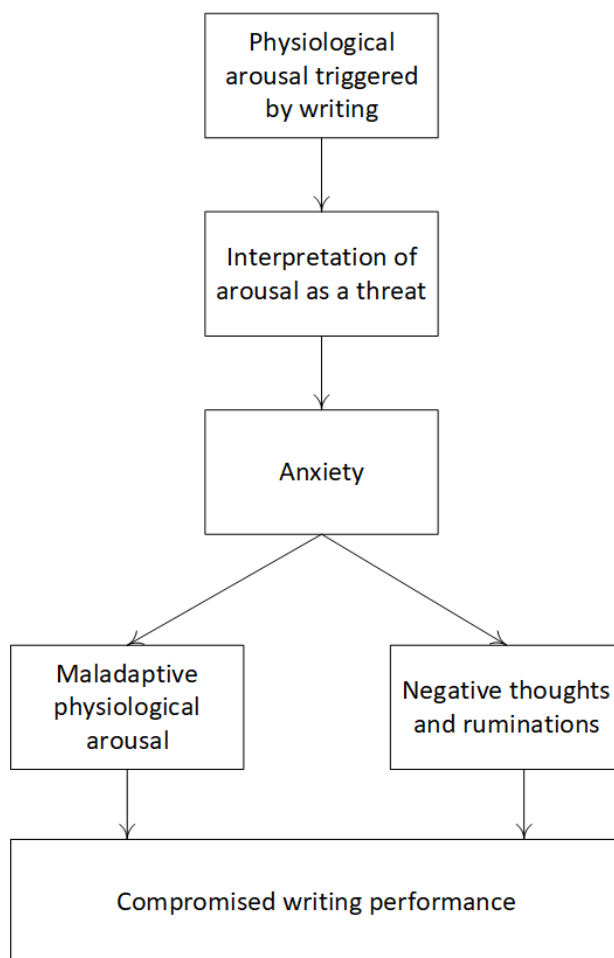 Physiological
arousal triggered
by writing
Interpretation of
arousal as a threat
Anxiety
Maladaptive
physiological
arousal
Negative thoughts
and ruminations
Compromised writing performance